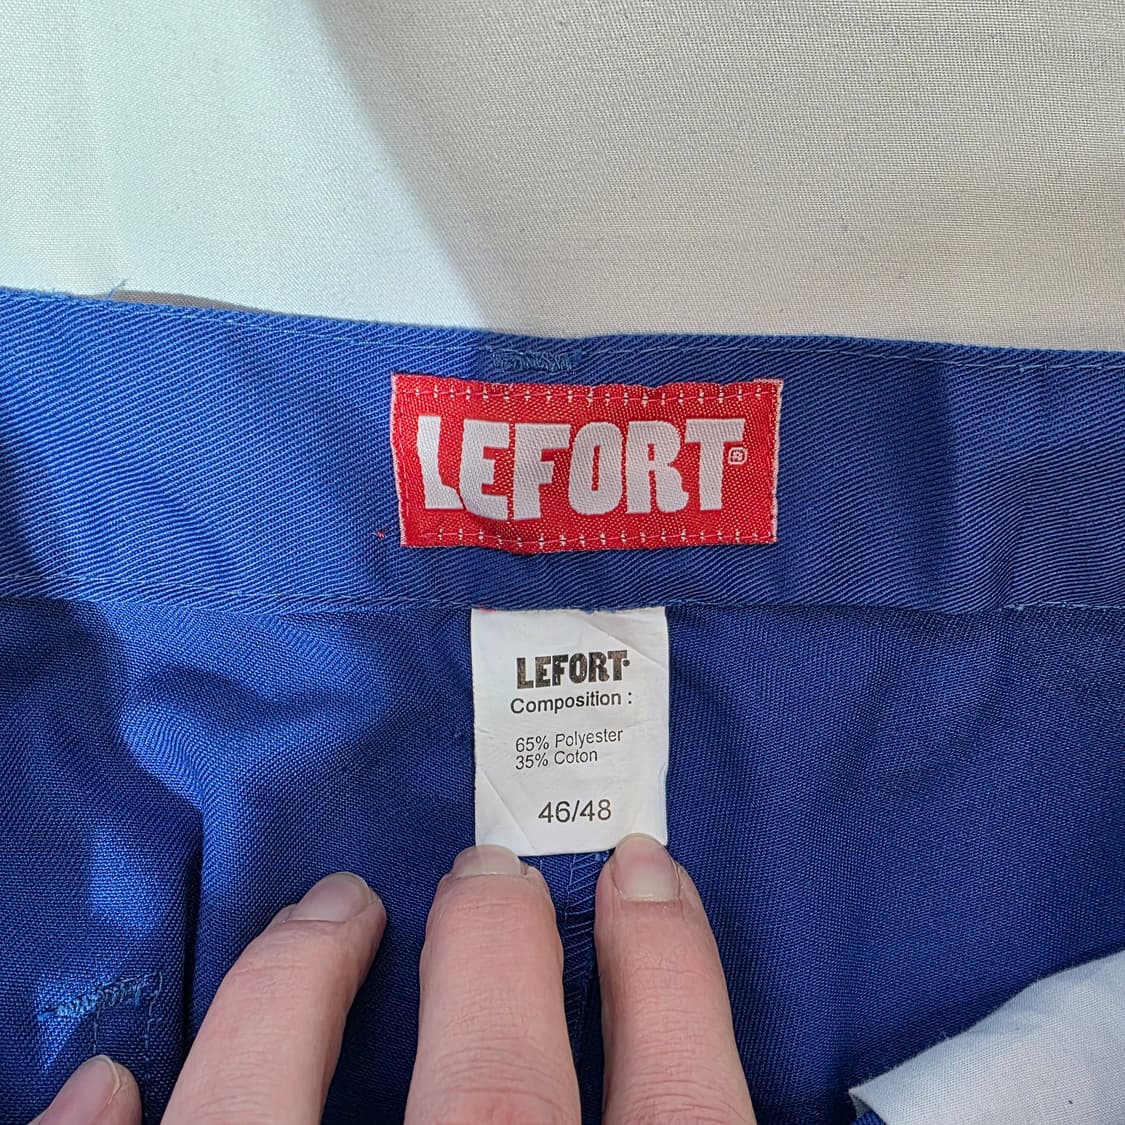 LEFORT®
LEFORT
Composition :
65% Polyester
35% Coton
46/48